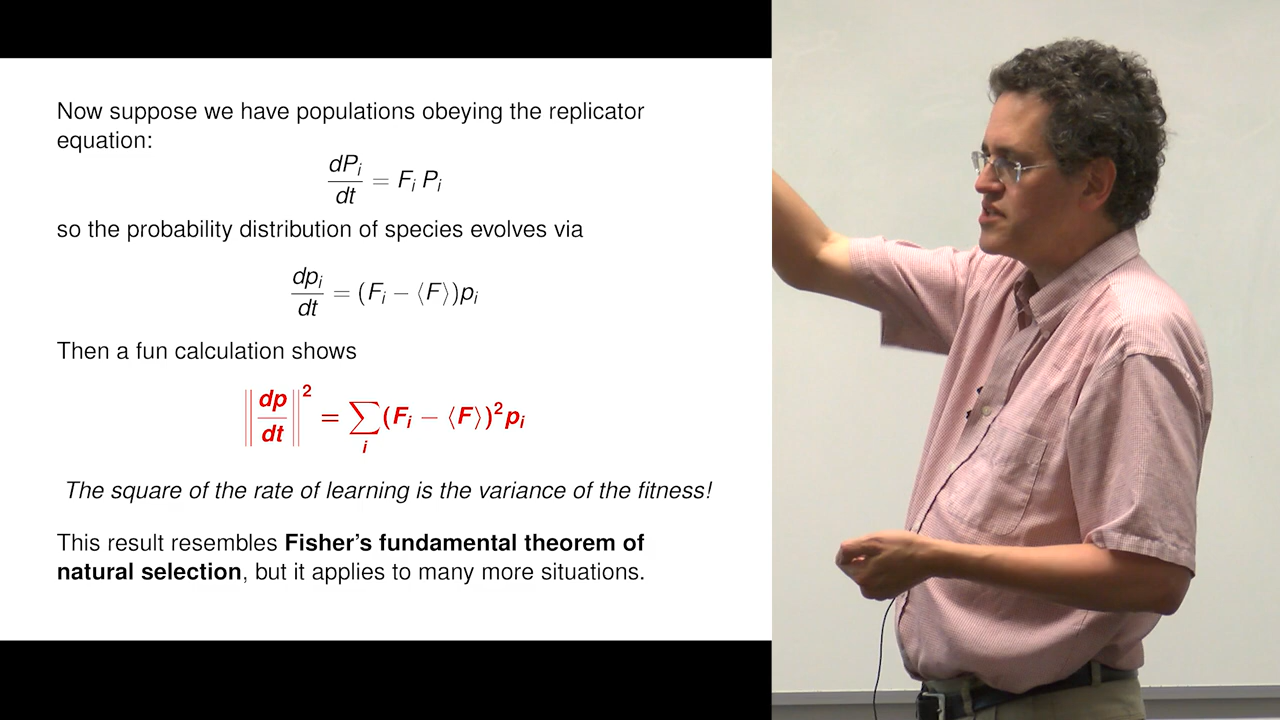 Now suppose we have populations obeying the replicator
equation:
dP_i/dt = F_i P_i
so the probability distribution of species evolves via
dp_i/dt = (F_i − ⟨F⟩)p_i
Then a fun calculation shows
‖dp/dt‖² = ∑_i (F_i − ⟨F⟩)² p_i
The square of the rate of learning is the variance of the fitness!
This result resembles Fisher's fundamental theorem of
natural selection, but it applies to many more situations.